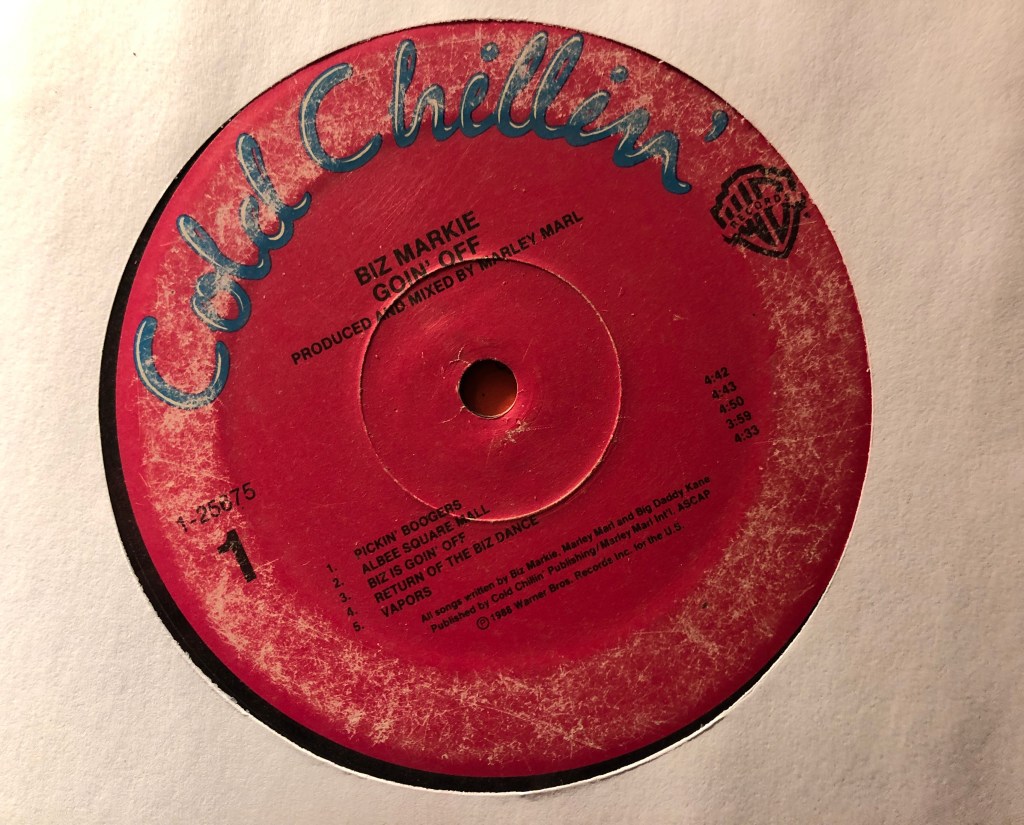 Cold Chillin'
WB
RECORDS
BIZ MARKIE
GOIN' OFF
PRODUCED AND MIXED BY MARLEY MARL
1-25675
1
1. PICKIN' BOOGERS 4:42
2. ALBEE SQUARE MALL 4:43
3. BIZ IS GOIN' OFF 4:50
4. RETURN OF THE BIZ DANCE 3:59
5. VAPORS 4:33
All songs written by Biz Markie, Marley Marl and Big Daddy Kane
Published by Cold Chillin' Publishing/Marley Marl Int'l. ASCAP
℗ 1988 Warner Bros. Records Inc. for the U.S.